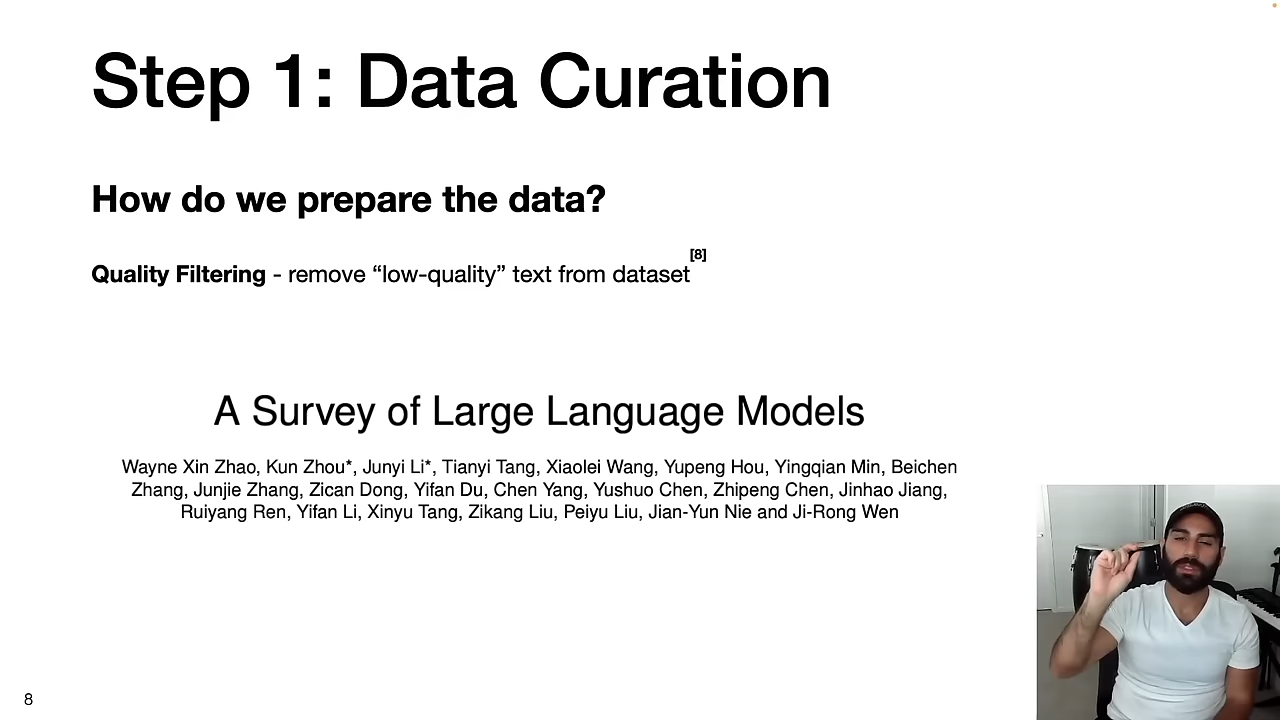 Step 1: Data Curation
How do we prepare the data?
Quality Filtering - remove “low-quality” text from dataset[8]
A Survey of Large Language Models
Wayne Xin Zhao, Kun Zhou*, Junyi Li*, Tianyi Tang, Xiaolei Wang, Yupeng Hou, Yingqian Min, Beichen
Zhang, Junjie Zhang, Zican Dong, Yifan Du, Chen Yang, Yushuo Chen, Zhipeng Chen, Jinhao Jiang,
Ruiyang Ren, Yifan Li, Xinyu Tang, Zikang Liu, Peiyu Liu, Jian-Yun Nie and Ji-Rong Wen
8